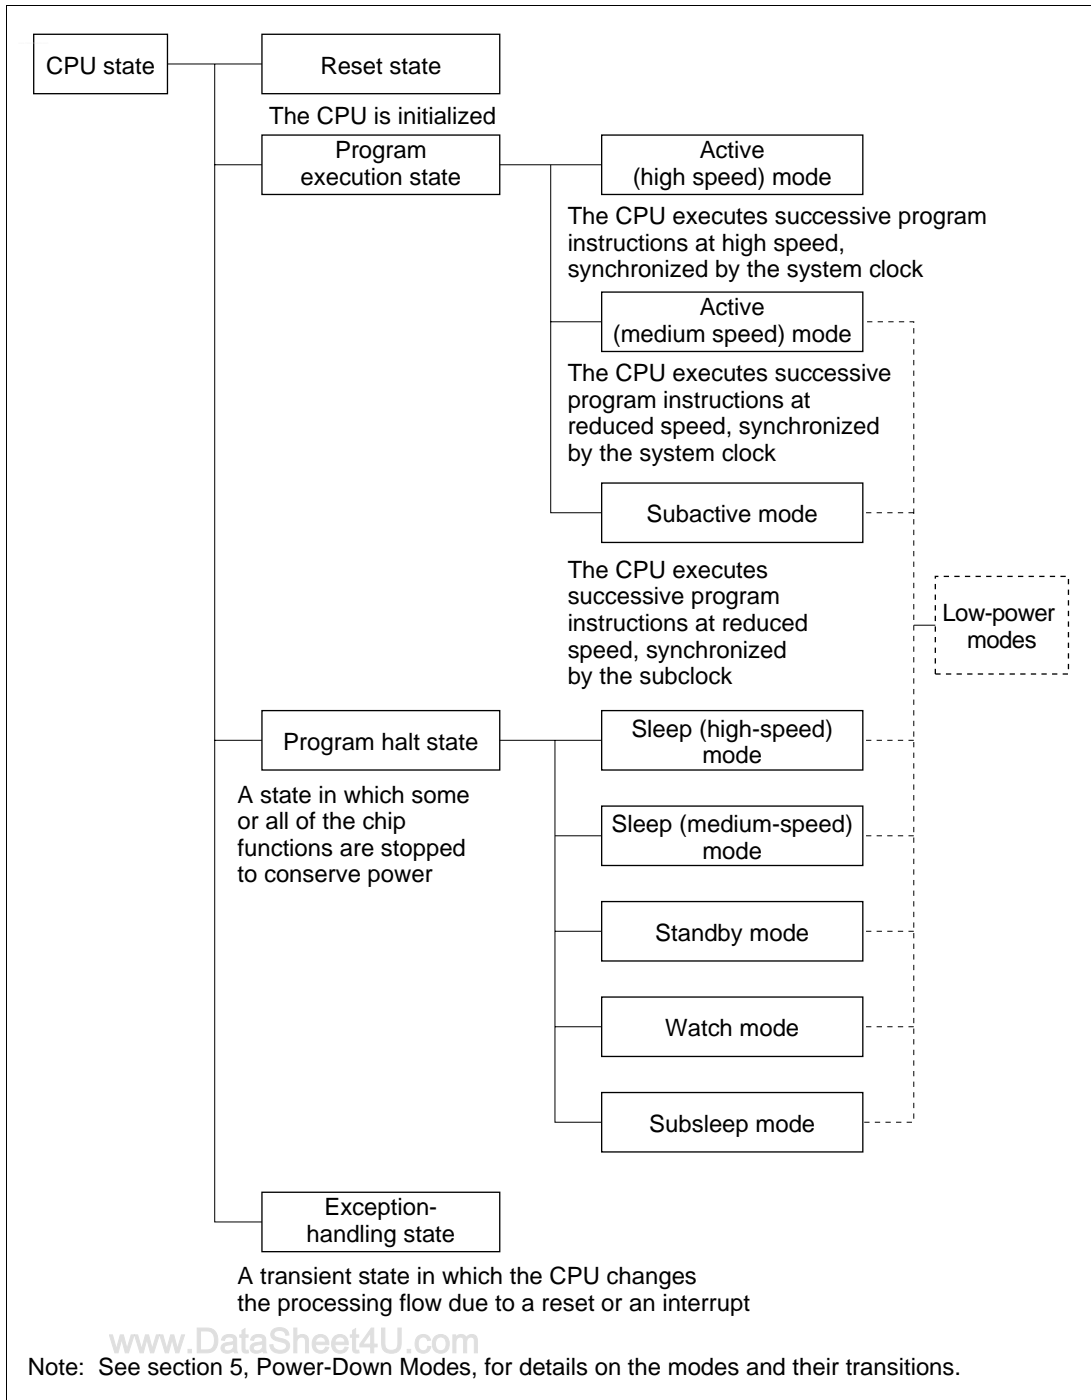 CPU state
Reset state
The CPU is initialized
Program
execution state
Active
(high speed) mode
The CPU executes successive program
instructions at high speed,
synchronized by the system clock
Active
(medium speed) mode
The CPU executes successive
program instructions at
reduced speed, synchronized
by the system clock
Subactive mode
The CPU executes
successive program
instructions at reduced
speed, synchronized
by the subclock
Low-power
modes
Program halt state
A state in which some
or all of the chip
functions are stopped
to conserve power
Sleep (high-speed)
mode
Sleep (medium-speed)
mode
Standby mode
Watch mode
Subsleep mode
Exception-
handling state
A transient state in which the CPU changes
the processing flow due to a reset or an interrupt
www.DataSheet4U.com
Note: See section 5, Power-Down Modes, for details on the modes and their transitions.